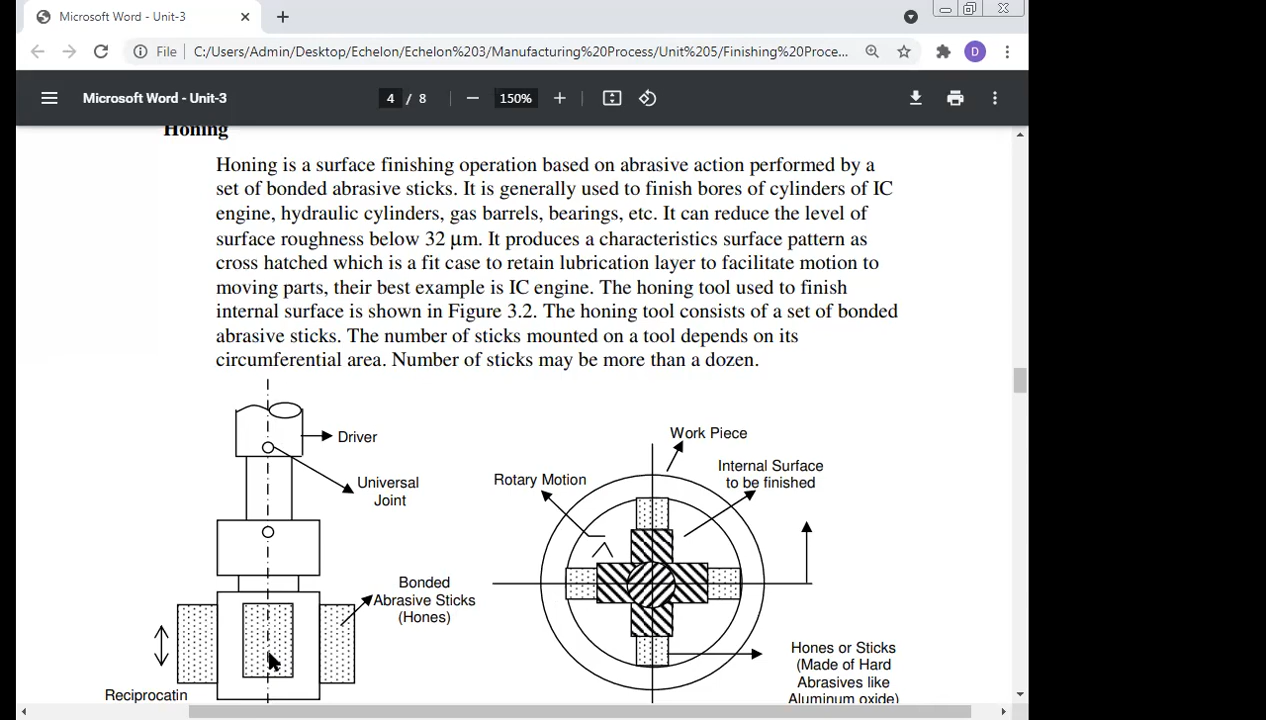 Microsoft Word - Unit-3
File
C:/Users/Admin/Desktop/Echelon/Echelon%203/Manufacturing%20Process/Unit%205/Finishing%20Proce...
D
Microsoft Word - Unit-3
4 / 8
150%
Honing
Honing is a surface finishing operation based on abrasive action performed by a
set of bonded abrasive sticks. It is generally used to finish bores of cylinders of IC
engine, hydraulic cylinders, gas barrels, bearings, etc. It can reduce the level of
surface roughness below 32 μm. It produces a characteristics surface pattern as
cross hatched which is a fit case to retain lubrication layer to facilitate motion to
moving parts, their best example is IC engine. The honing tool used to finish
internal surface is shown in Figure 3.2. The honing tool consists of a set of bonded
abrasive sticks. The number of sticks mounted on a tool depends on its
circumferential area. Number of sticks may be more than a dozen.
Driver
Universal
Joint
Bonded
Abrasive Sticks
(Hones)
Reciprocatin
Work Piece
Rotary Motion
Internal Surface
to be finished
Hones or Sticks
(Made of Hard
Abrasives like
Aluminum oxide)